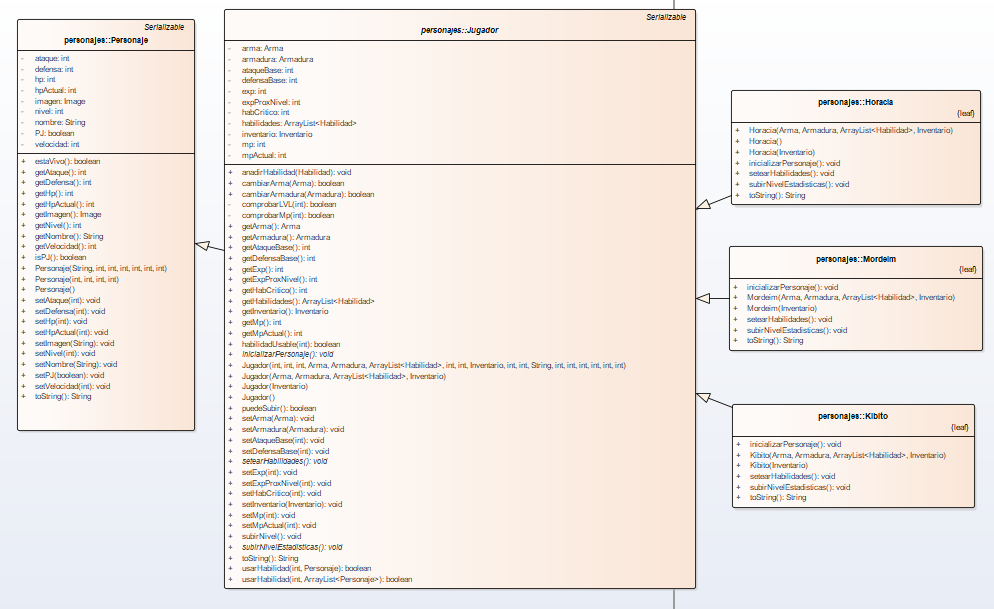 Serializable
personajes::Personaje
- ataque: int
- defensa: int
- hp: int
- hpActual: int
- imagen: Image
- nivel: int
- nombre: String
- PJ: boolean
- velocidad: int
+ estaVivo(): boolean
+ getAtaque(): int
+ getDefensa(): int
+ getHp(): int
+ getHpActual(): int
+ getImagen(): Image
+ getNivel(): int
+ getNombre(): String
+ getVelocidad(): int
+ isPJ(): boolean
+ Personaje(String, int, int, int, int, int, int)
+ Personaje(int, int, int, int)
+ Personaje()
+ setAtaque(int): void
+ setDefensa(int): void
+ setHp(int): void
+ setHpActual(int): void
+ setImagen(String): void
+ setNivel(int): void
+ setNombre(String): void
+ setPJ(boolean): void
+ setVelocidad(int): void
+ toString(): String
Serializable
personajes::Jugador
- arma: Arma
- armadura: Armadura
- ataqueBase: int
- defensaBase: int
- exp: int
- expProxNivel: int
- habCritico: int
- habilidades: ArrayList<Habilidad>
- inventario: Inventario
- mp: int
- mpActual: int
+ anadirHabilidad(Habilidad): void
+ cambiarArma(Arma): boolean
+ cambiarArmadura(Armadura): boolean
- comprobarLVL(int): boolean
- comprobarMp(int): boolean
+ getArma(): Arma
+ getArmadura(): Armadura
+ getAtaqueBase(): int
+ getDefensaBase(): int
+ getExp(): int
+ getExpProxNivel(): int
+ getHabCritico(): int
+ getHabilidades(): ArrayList<Habilidad>
+ getInventario(): Inventario
+ getMp(): int
+ getMpActual(): int
+ habilidadUsable(int): boolean
+ inicializarPersonaje(): void
+ Jugador(int, int, int, Arma, Armadura, ArrayList<Habilidad>, int, int, Inventario, int, int, String, int, int, int, int, int, int)
+ Jugador(Arma, Armadura, ArrayList<Habilidad>, Inventario)
+ Jugador(Inventario)
+ Jugador()
+ puedeSubir(): boolean
+ setArma(Arma): void
+ setArmadura(Armadura): void
+ setAtaqueBase(int): void
+ setDefensaBase(int): void
+ setearHabilidades(): void
+ setExp(int): void
+ setExpProxNivel(int): void
+ setHabCritico(int): void
+ setInventario(Inventario): void
+ setMp(int): void
+ setMpActual(int): void
+ subirNivel(): void
+ subirNivelEstadisticas(): void
+ toString(): String
+ usarHabilidad(int, Personaje): boolean
+ usarHabilidad(int, ArrayList<Personaje>): boolean
personajes::Horacia
{leaf}
+ Horacia(Arma, Armadura, ArrayList<Habilidad>, Inventario)
+ Horacia()
+ Horacia(Inventario)
+ inicializarPersonaje(): void
+ setearHabilidades(): void
+ subirNivelEstadisticas(): void
+ toString(): String
personajes::Mordeim
{leaf}
+ inicializarPersonaje(): void
+ Mordeim(Arma, Armadura, ArrayList<Habilidad>, Inventario)
+ Mordeim(Inventario)
+ setearHabilidades(): void
+ subirNivelEstadisticas(): void
+ toString(): String
personajes::Kibito
{leaf}
+ inicializarPersonaje(): void
+ Kibito(Arma, Armadura, ArrayList<Habilidad>, Inventario)
+ Kibito(Inventario)
+ setearHabilidades(): void
+ subirNivelEstadisticas(): void
+ toString(): String